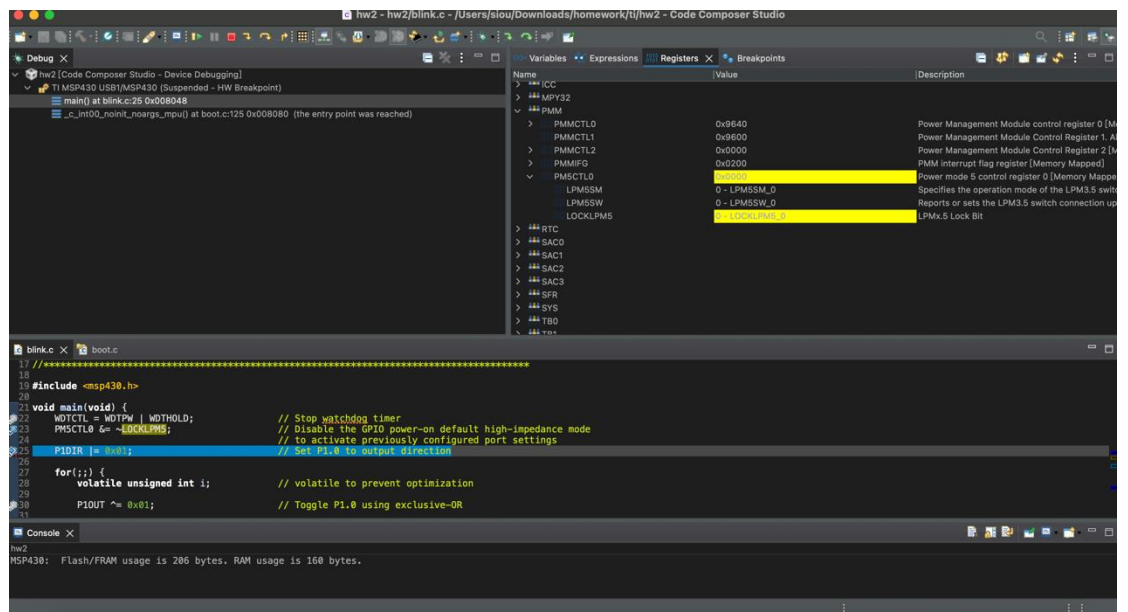 hw2 - hw2/blink.c - /Users/siou/Downloads/homework/ti/hw2 - Code Composer Studio
Debug
hw2 [Code Composer Studio - Device Debugging]
TI MSP430 USB1/MSP430 (Suspended - HW Breakpoint)
main() at blink.c:25 0x008048
_c_int00_noinit_noargs_mpu() at boot.c:125 0x008080 (the entry point was reached)
Variables Expressions Registers Breakpoints
Name Value Description
ICC
MPY32
PMM
PMMCTL0 0x9640 Power Management Module control register 0 [M
PMMCTL1 0x9600 Power Management Module Control Register 1. A
PMMCTL2 0x0000 Power Management Module Control Register 2 [M
PMMIFG 0x0200 PMM interrupt flag register [Memory Mapped]
PM5CTL0 0x0000 Power mode 5 control register 0 [Memory Mappe
LPM5SM 0 - LPM5SM_0 Specifies the operation mode of the LPM3.5 swit
LPM5SW 0 - LPM5SW_0 Reports or sets the LPM3.5 switch connection up
LOCKLPM5 0 - LOCKLPM5_0 LPMx.5 Lock Bit
RTC
SAC0
SAC1
SAC2
SAC3
SFR
SYS
TB0
TB1
blink.c boot.c
17 //******************************************************************************
18
19 #include <msp430.h>
20
21 void main(void) {
22 WDTCTL = WDTPW | WDTHOLD; // Stop watchdog timer
23 PM5CTL0 &= ~LOCKLPM5; // Disable the GPIO power-on default high-impedance mode
24 // to activate previously configured port settings
25 P1DIR |= 0x01; // Set P1.0 to output direction
26
27 for(;;) {
28 volatile unsigned int i; // volatile to prevent optimization
29
30 P1OUT ^= 0x01; // Toggle P1.0 using exclusive-OR
31
Console
hw2
MSP430: Flash/FRAM usage is 206 bytes. RAM usage is 160 bytes.